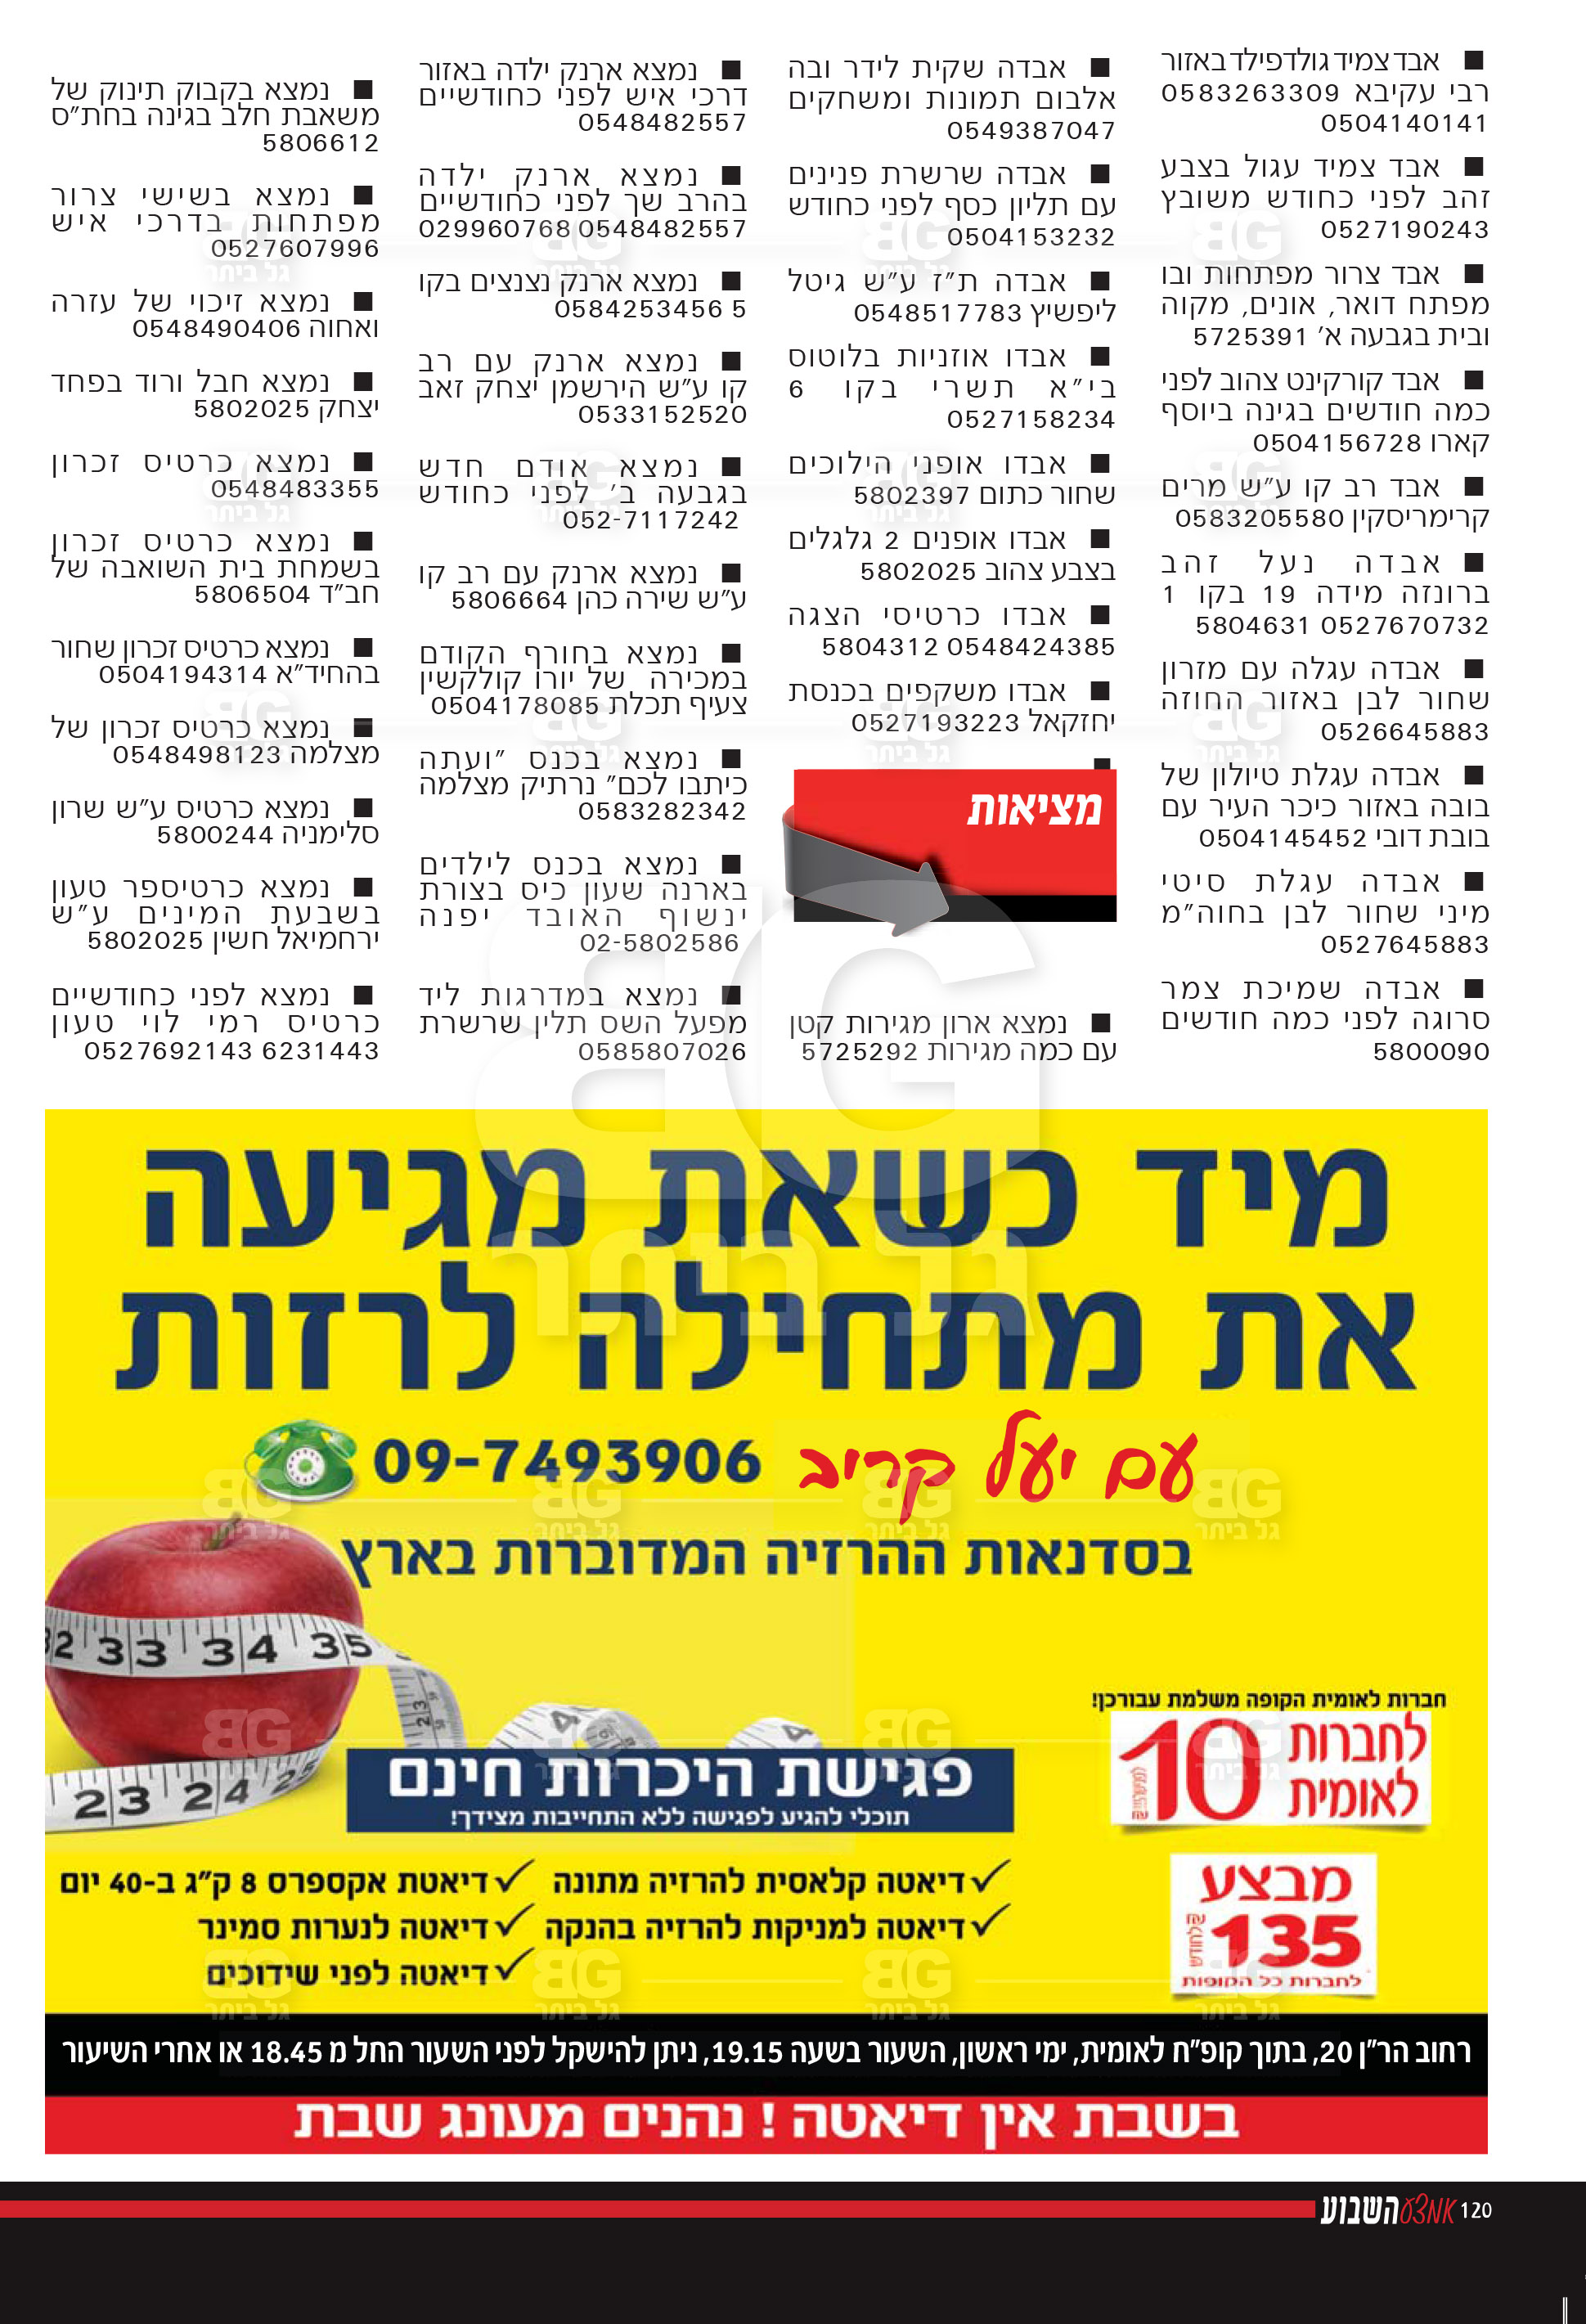 ■ אבד צמיד גולדפילד באזור
רבי עקיבא 0583263309
0504140141
■ אבד צמיד עגול בצבע
זהב לפני כחודש משובץ
0527190243
■ אבד צרור מפתחות ובו
מפתח דואר, אונים, מקוה
ובית בגבעה א' 5725391
■ אבד קורקינט צהוב לפני
כמה חודשים בגינה ביוסף
קארו 0504156728
■ אבד רב קו ע"ש מרים
קרימריסקין 0583205580
■ אבדה נעל זהב
ברונזה מידה 19 בקו 1
0527670732 5804631
■ אבדה עגלה עם מזרון
שחור לבן באזור החוזה
0526645883
■ אבדה עגלת טיולון של
בובה באזור כיכר העיר עם
בובת דובי 0504145452
■ אבדה עגלת סיטי
מיני שחור לבן בחוה"מ
0527645883
■ אבדה שמיכת צמר
סרוגה לפני כמה חודשים
5800090
■ אבדה שקית לידר ובה
אלבום תמונות ומשחקים
0549387047
■ אבדה שרשרת פנינים
עם תליון כסף לפני כחודש
0504153232
■ אבדה ת"ז ע"ש גיטל
ליפשיץ 0548517783
■ אבדו אוזניות בלוטוס
בי"א תשרי בקו 6
0527158234
■ אבדו אופני הילוכים
שחור כתום 5802397
■ אבדו אופנים 2 גלגלים
בצבע צהוב 5802025
■ אבדו כרטיסי הצגה
0548424385 5804312
■ אבדו משקפים בכנסת
יחזקאל 0527193223
■
מציאות
■ נמצא ארון מגירות קטן
עם כמה מגירות 5725292
■ נמצא ארנק ילדה באזור
דרכי איש לפני כחודשיים
0548482557
■ נמצא ארנק ילדה
בהרב שך לפני כחודשיים
0548482557 029960768
■ נמצא ארנק נצנצים בקו
5 0584253456
■ נמצא ארנק עם רב
קו ע"ש הירשמן יצחק זאב
0533152520
■ נמצא אודם חדש
בגבעה ב' לפני כחודש
052-7117242
■ נמצא ארנק עם רב קו
ע"ש שירה כהן 5806664
■ נמצא בחורף הקודם
במכירה של יורו קולקשין
צעיף תכלת 0504178085
■ נמצא בכנס "ועתה
כיתבו לכם" נרתיק מצלמה
0583282342
■ נמצא בכנס לילדים
בארנה שעון כיס בצורת
ינשוף האובד יפנה
02-5802586
■ נמצא במדרגות ליד
מפעל השס תלין שרשרת
0585807026
■ נמצא בקבוק תינוק של
משאבת חלב בגינה בחת"ס
5806612
■ נמצא בשישי צרור
מפתחות בדרכי איש
0527607996
■ נמצא זיכוי של עזרה
ואחוה 0548490406
■ נמצא חבל ורוד בפחד
יצחק 5802025
■ נמצא כרטיס זכרון
0548483355
■ נמצא כרטיס זכרון
בשמחת בית השואבה של
חב"ד 5806504
■ נמצא כרטיס זכרון שחור
בהחיד"א 0504194314
■ נמצא כרטיס זכרון של
מצלמה 0548498123
■ נמצא כרטיס ע"ש שרון
סלימניה 5800244
■ נמצא כרטיספר טעון
בשבעת המינים ע"ש
ירחמיאל חשין 5802025
■ נמצא לפני כחודשיים
כרטיס רמי לוי טעון
6231443 0527692143
מיד כשאת מגיעה
את מתחילה לרזות
עם יעל קריב 09-7493906
בסדנאות ההרזיה המדוברות בארץ
32 33 34 35
23 24 25
חברות לאומית הקופה משלמת עבורכן!
לחברות
לאומית
10
פגישת היכרות חינם
תוכלי להגיע לפגישה ללא התחייבות מצידך!
מבצע
135
₪ לחודש
לחברות כל הקופות
✓ דיאטה קלאסית להרזיה מתונה
✓ דיאטה למניקות להרזיה בהנקה
✓ דיאטת אקספרס 8 ק"ג ב-40 יום
✓ דיאטה לנערות סמינר
✓ דיאטה לפני שידוכים
רחוב הר"ן 20, בתוך קופ"ח לאומית, ימי ראשון, השעור בשעה 19.15, ניתן להישקל לפני השעור החל מ 18.45 או אחרי השיעור
בשבת אין דיאטה ! נהנים מעונג שבת
120 אמצע השבוע
BG
גל ביתר